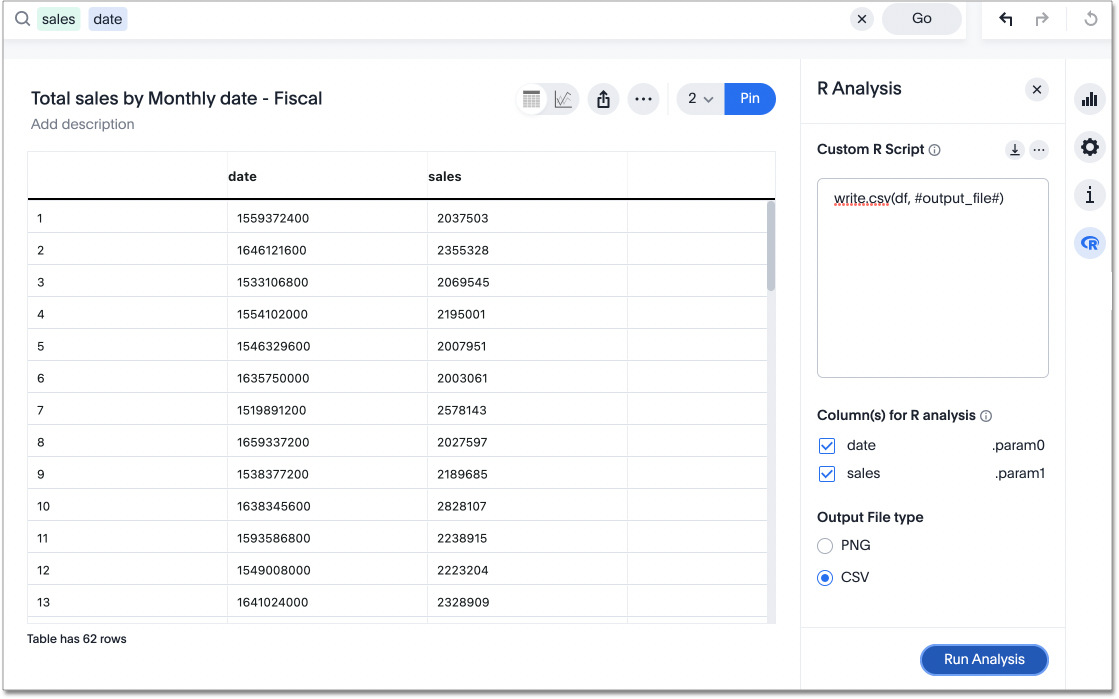 sales date
Go
Total sales by Monthly date - Fiscal
Add description
2
Pin
date sales
1 1559372400 2037503
2 1646121600 2355328
3 1533106800 2069545
4 1554102000 2195001
5 1546329600 2007951
6 1635750000 2003061
7 1519891200 2578143
8 1659337200 2027597
9 1538377200 2189685
10 1638345600 2828107
11 1593586800 2238915
12 1549008000 2223204
13 1641024000 2328909
Table has 62 rows
R Analysis
Custom R Script
write.csv(df, #output_file#)
Column(s) for R analysis
date .param0
sales .param1
Output File type
PNG
CSV
Run Analysis
i
R